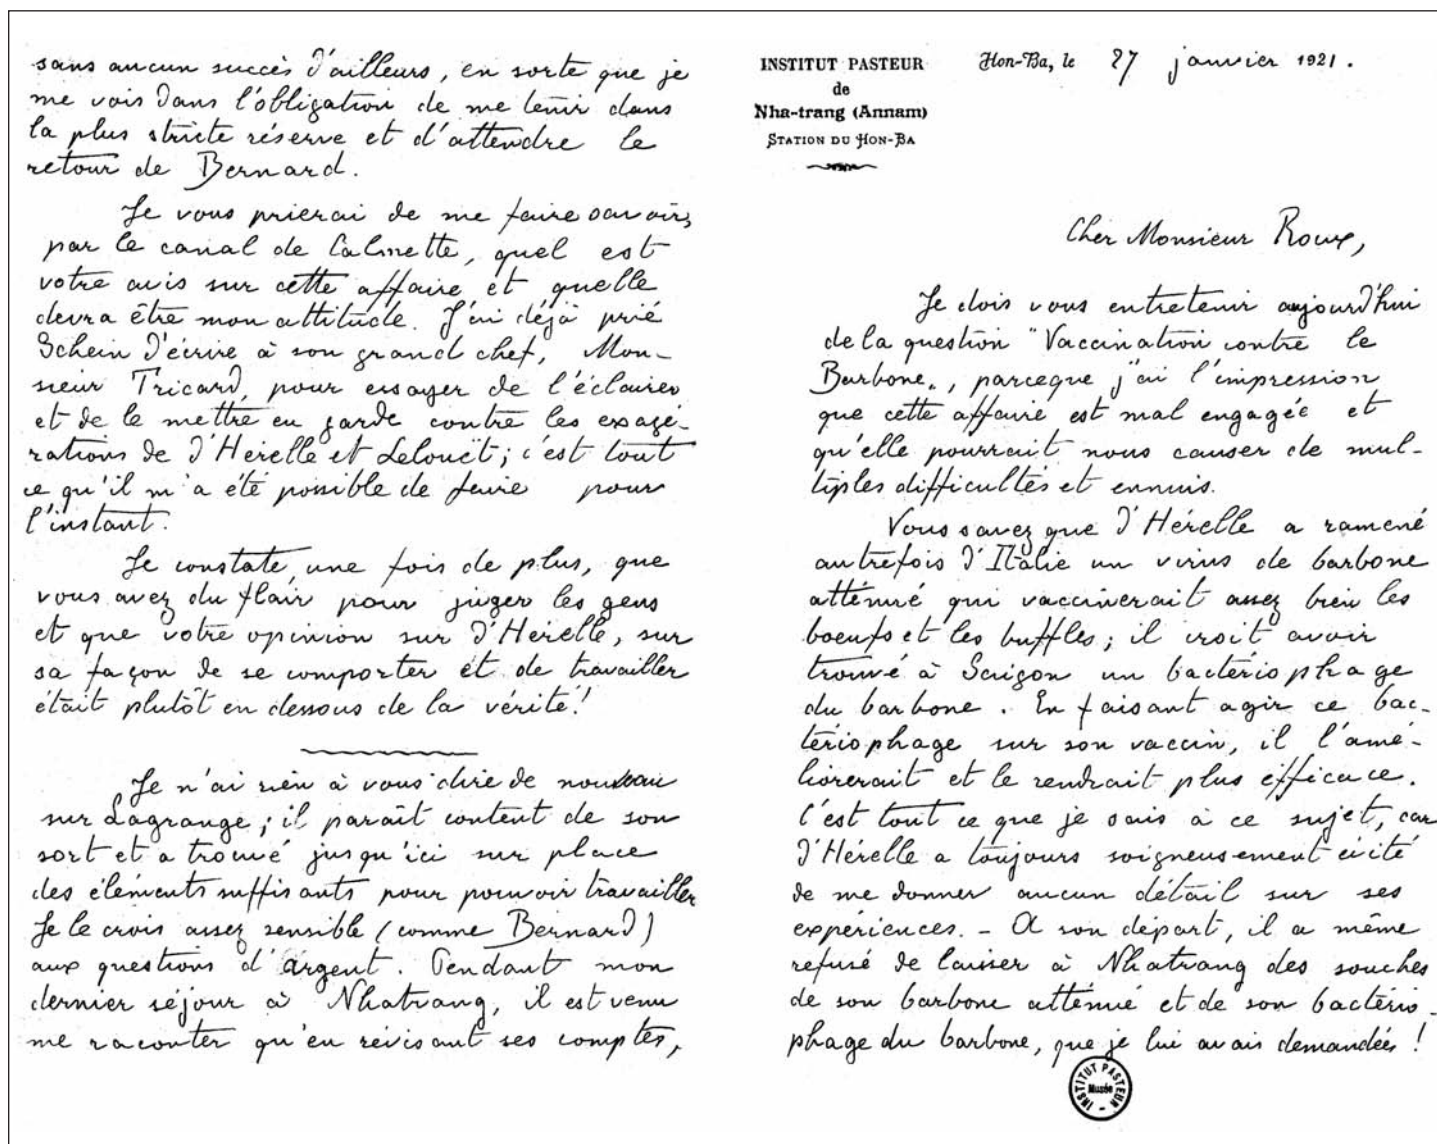 sans aucun succès d'ailleurs, en sorte que je
me vois dans l'obligation de me tenir dans
la plus stricte réserve et d'attendre le
retour de Bernard.
Je vous prierai de me faire savoir,
par le canal de Calmette, quel est
votre avis sur cette affaire et quelle
devra être mon attitude. J'ai déjà prié
Schein d'écrire à son grand chef, Mon-
sieur Tricard, pour essayer de l'éclairer
et de le mettre en garde contre les exagé-
rations de d'Hérelle et Lelouët; c'est tout
ce qu'il m'a été possible de faire pour
l'instant.
Je constate, une fois de plus, que
vous avez du flair pour juger les gens
et que votre opinion sur d'Hérelle, sur
sa façon de se comporter et de travailler
était plutôt en dessous de la vérité!
Je n'ai rien à vous dire de nouveau
sur Lagrange; il paraît content de son
sort et a trouvé jusqu'ici sur place
des éléments suffisants pour pouvoir travailler
Je le crois assez sensible (comme Bernard)
aux questions d'argent. Pendant mon
dernier séjour à Nhatrang, il est venu
me raconter qu'en révisant ses comptes,
INSTITUT PASTEUR
de
Nha-trang (Annam)
STATION DU HON-BA
Hon-Ba, le 27 janvier 1921.
Cher Monsieur Roux,
Je dois vous entretenir aujourd'hui
de la question "Vaccination contre le
Barbone", parceque j'ai l'impression
que cette affaire est mal engagée et
qu'elle pourrait nous causer de mul-
tiples difficultés et ennuis.
Vous savez que d'Hérelle a ramené
autrefois d'Italie un virus de barbone
atténué qui vaccinerait assez bien les
boeufs et les buffles; il croit avoir
trouvé à Saïgon un bactériophage
du barbone. En faisant agir ce bac-
tériophage sur son vaccin, il l'amé-
liorerait et le rendrait plus efficace.
C'est tout ce que je sais à ce sujet, car
d'Hérelle a toujours soigneusement évité
de me donner aucun détail sur ses
expériences. - A son départ, il a même
refusé de laisser à Nhatrang des souches
de son barbone atténué et de son bactério-
phage du barbone, que je lui avais demandées!
INSTITUT PASTEUR
Musée